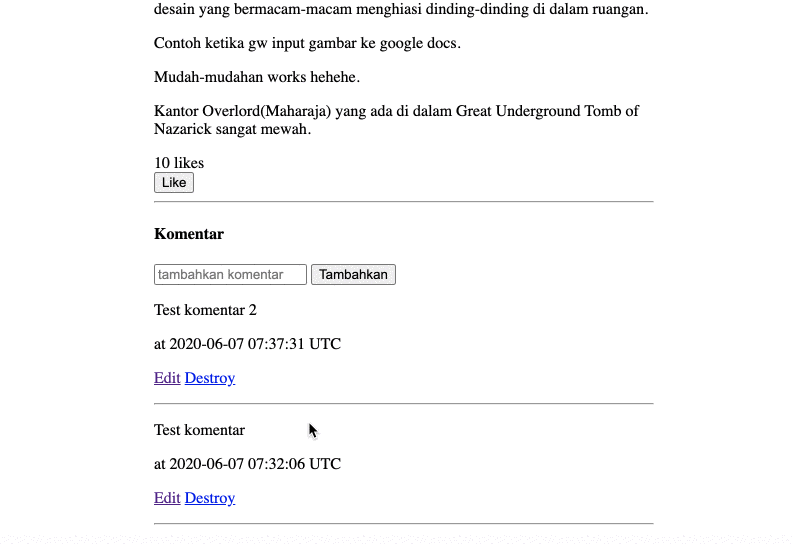 desain yang bermacam-macam menghiasi dinding-dinding di dalam ruangan.
Contoh ketika gw input gambar ke google docs.
Mudah-mudahan works hehehe.
Kantor Overlord(Maharaja) yang ada di dalam Great Underground Tomb of
Nazarick sangat mewah.
10 likes
Like
Komentar
tambahkan komentar Tambahkan
Test komentar 2
at 2020-06-07 07:37:31 UTC
Edit Destroy
Test komentar
at 2020-06-07 07:32:06 UTC
Edit Destroy